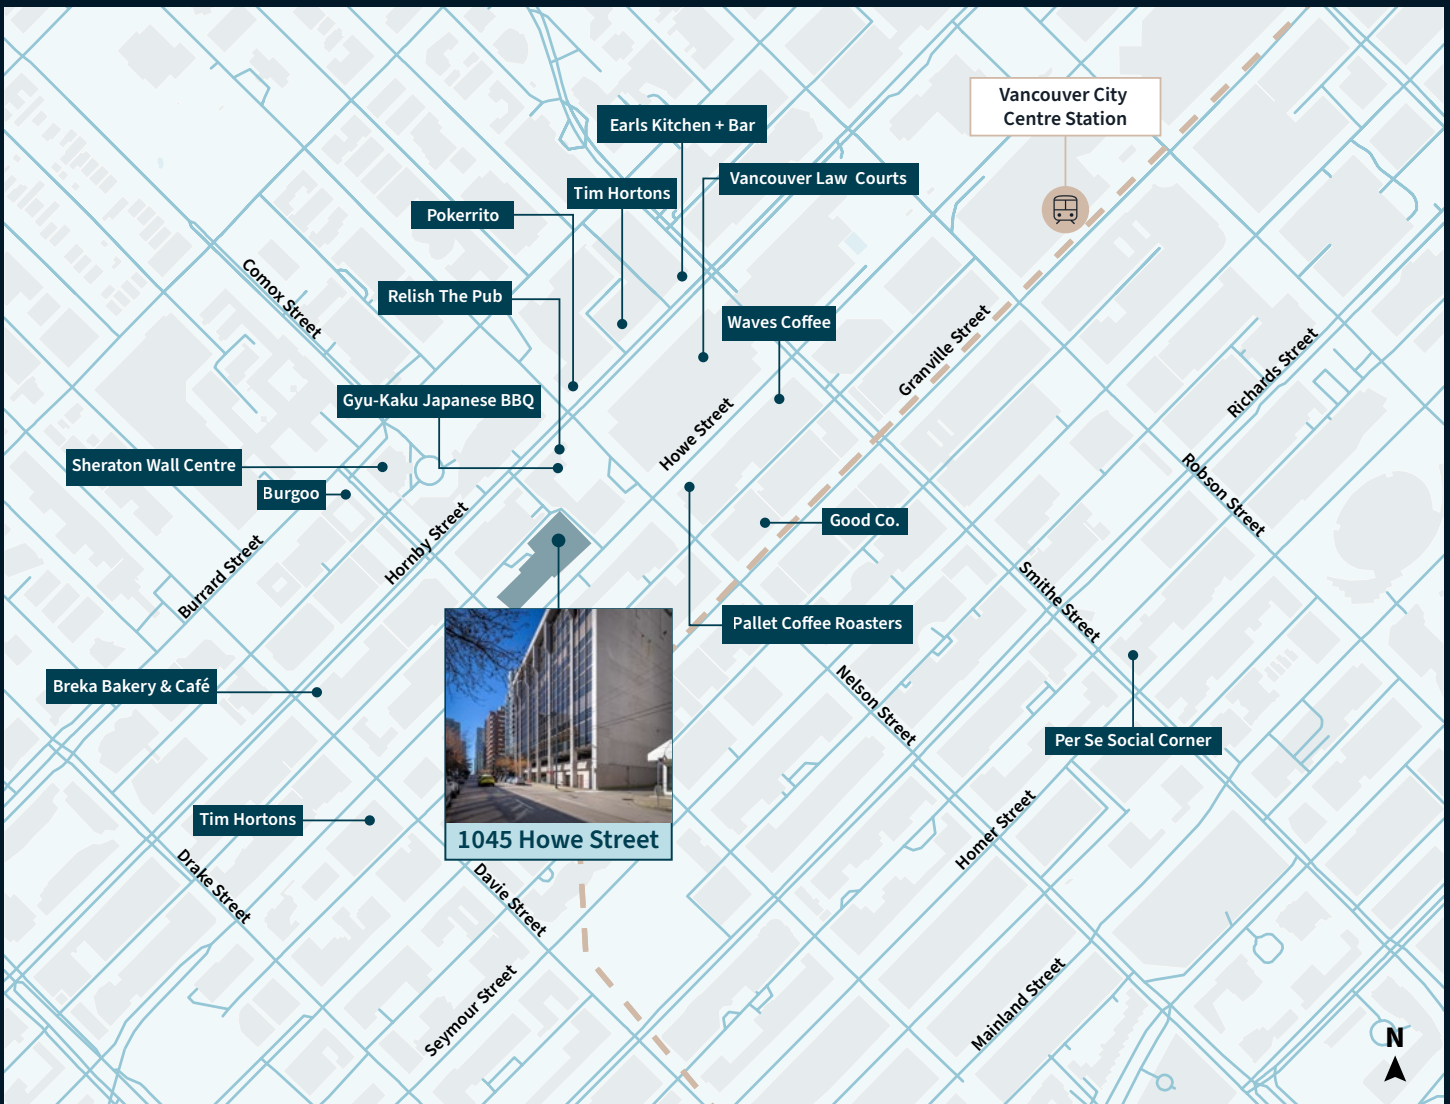 Vancouver City
Centre Station
Earls Kitchen + Bar
Vancouver Law Courts
Tim Hortons
Pokerrito
Comox Street
Relish The Pub
Waves Coffee
Granville Street
Richards Street
Gyu-Kaku Japanese BBQ
Howe Street
Sheraton Wall Centre
Burgoo
Robson Street
Hornby Street
Good Co.
Burrard Street
Smithe Street
Pallet Coffee Roasters
Breka Bakery & Café
Nelson Street
Per Se Social Corner
Tim Hortons
1045 Howe Street
Homer Street
Drake Street
Davie Street
Seymour Street
Mainland Street
N